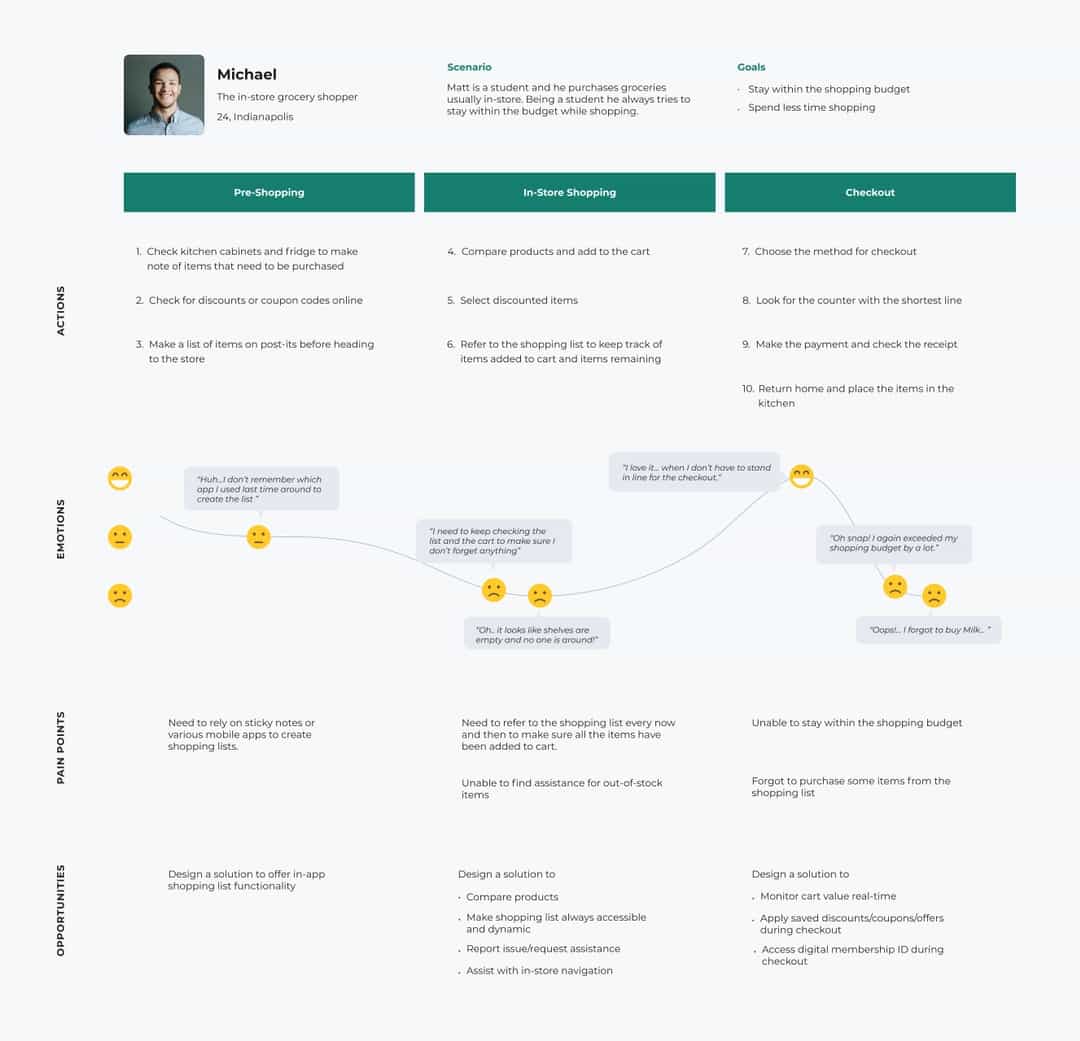 Michael
The in-store grocery shopper
24, Indianapolis
Scenario
Matt is a student and he purchases groceries
usually in-store. Being a student he always tries to
stay within the budget while shopping.
Goals
· Stay within the shopping budget
· Spend less time shopping
Pre-Shopping
In-Store Shopping
Checkout
ACTIONS
1. Check kitchen cabinets and fridge to make
note of items that need to be purchased
2. Check for discounts or coupon codes online
3. Make a list of items on post-its before heading
to the store
4. Compare products and add to the cart
5. Select discounted items
6. Refer to the shopping list to keep track of
items added to cart and items remaining
7. Choose the method for checkout
8. Look for the counter with the shortest line
9. Make the payment and check the receipt
10. Return home and place the items in the
kitchen
EMOTIONS
“Huh...I don’t remember which
app I used last time around to
create the list ”
“I need to keep checking the
list and the cart to make sure I
don’t forget anything”
“Oh.. it looks like shelves are
empty and no one is around!”
“I love it... when I don’t have to stand
in line for the checkout.”
“Oh snap! I again exceeded my
shopping budget by a lot.”
“Oops!... I forgot to buy Milk... ”
PAIN POINTS
Need to rely on sticky notes or
various mobile apps to create
shopping lists.
Need to refer to the shopping list every now
and then to make sure all the items have
been added to cart.
Unable to find assistance for out-of-stock
items
Unable to stay within the shopping budget
Forgot to purchase some items from the
shopping list
OPPORTUNITIES
Design a solution to offer in-app
shopping list functionality
Design a solution to
· Compare products
· Make shopping list always accessible
and dynamic
· Report issue/request assistance
· Assist with in-store navigation
Design a solution to
· Monitor cart value real-time
· Apply saved discounts/coupons/offers
during checkout
· Access digital membership ID during
checkout